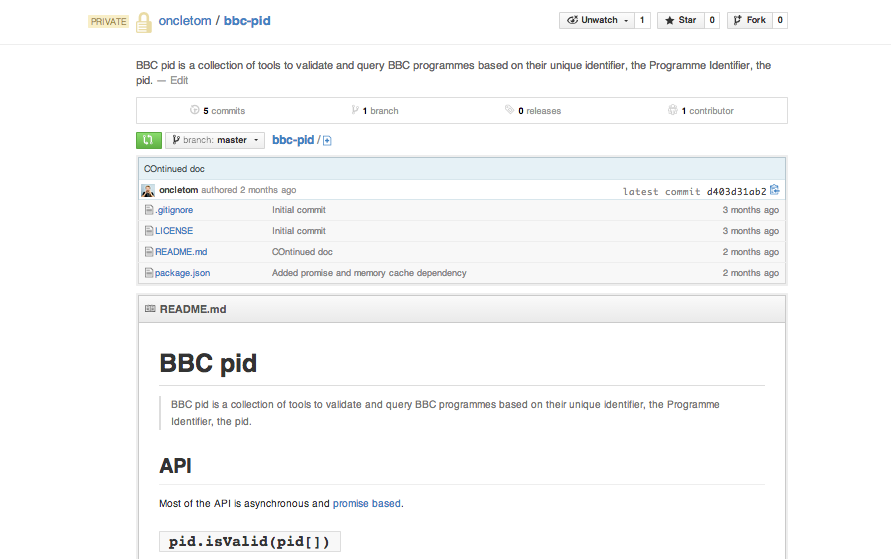 PRIVATE oncletom / bbc-pid Unwatch 1 Star 0 Fork 0
BBC pid is a collection of tools to validate and query BBC programmes based on their unique identifier, the Programme Identifier, the
pid. — Edit
5 commits 1 branch 0 releases 1 contributor
branch: master bbc-pid /
COntinued doc
oncletom authored 2 months ago latest commit d403d31ab2
.gitignore Initial commit 3 months ago
LICENSE Initial commit 3 months ago
README.md COntinued doc 2 months ago
package.json Added promise and memory cache dependency 2 months ago
README.md
BBC pid
BBC pid is a collection of tools to validate and query BBC programmes based on their unique identifier, the Programme
Identifier, the pid.
API
Most of the API is asynchronous and promise based.
pid.isValid(pid[])